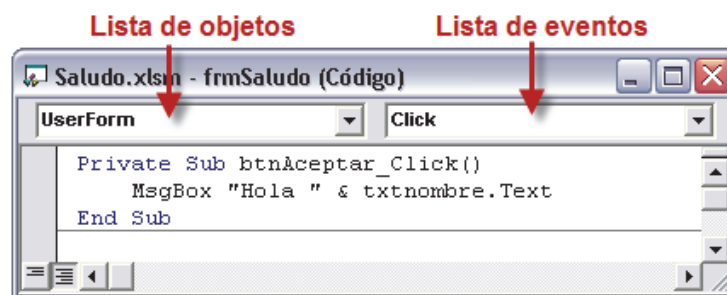 Lista de objetos
Lista de eventos
Saludo.xlsm - frmSaludo (Código)
UserForm
Click
Private Sub btnAceptar_Click()
MsgBox "Hola " & txtnombre.Text
End Sub